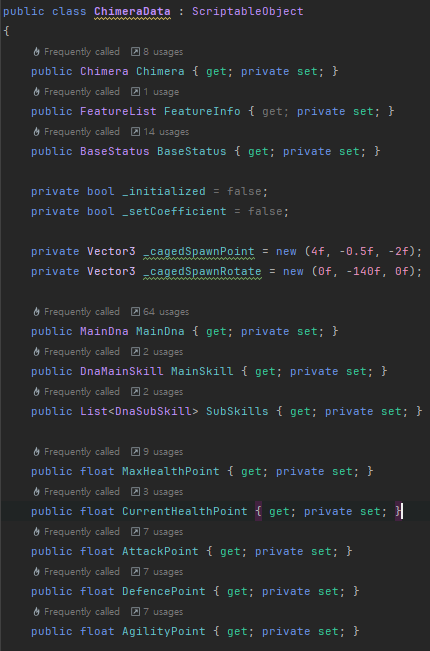 public class ChimeraData : ScriptableObject
{
Frequently called 8 usages
public Chimera Chimera { get; private set; }
Frequently called 1 usage
public FeatureList FeatureInfo { get; private set; }
Frequently called 14 usages
public BaseStatus BaseStatus { get; private set; }
private bool _initialized = false;
private bool _setCoefficient = false;
private Vector3 _cagedSpawnPoint = new (4f, -0.5f, -2f);
private Vector3 _cagedSpawnRotate = new (0f, -140f, 0f);
Frequently called 64 usages
public MainDna MainDna { get; private set; }
Frequently called 2 usages
public DnaMainSkill MainSkill { get; private set; }
Frequently called 2 usages
public List<DnaSubSkill> SubSkills { get; private set; }
Frequently called 9 usages
public float MaxHealthPoint { get; private set; }
Frequently called 3 usages
public float CurrentHealthPoint { get; private set; }
Frequently called 7 usages
public float AttackPoint { get; private set; }
Frequently called 7 usages
public float DefencePoint { get; private set; }
Frequently called 7 usages
public float AgilityPoint { get; private set; }